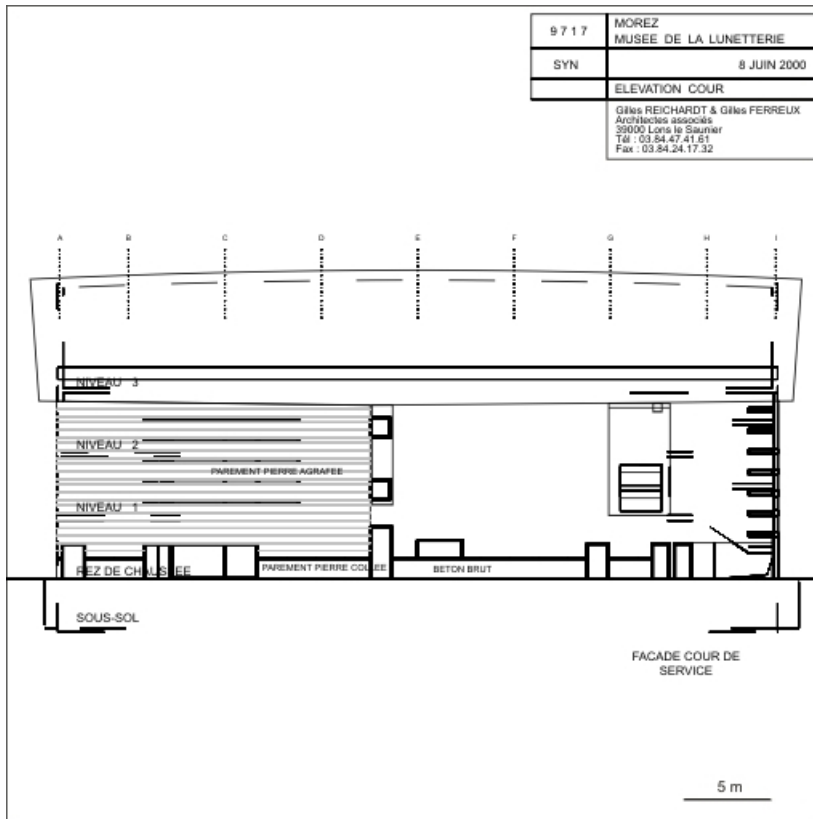 9717
MOREZ
MUSEE DE LA LUNETTERIE
SYN
8 JUIN 2000
ELEVATION COUR
Gilles REICHARDT & Gilles FERREUX
Architectes associés
39000 Lons le Saunier
Tél : 03.84.47.41.61
Fax : 03.84.24.17.32
A B C D E F G H I
NIVEAU 3
NIVEAU 2
PAREMENT PIERRE AGRAFEE
NIVEAU 1
REZ DE CHAUSSEE
PAREMENT PIERRE COLLEE
BETON BRUT
SOUS-SOL
FACADE COUR DE
SERVICE
5 m